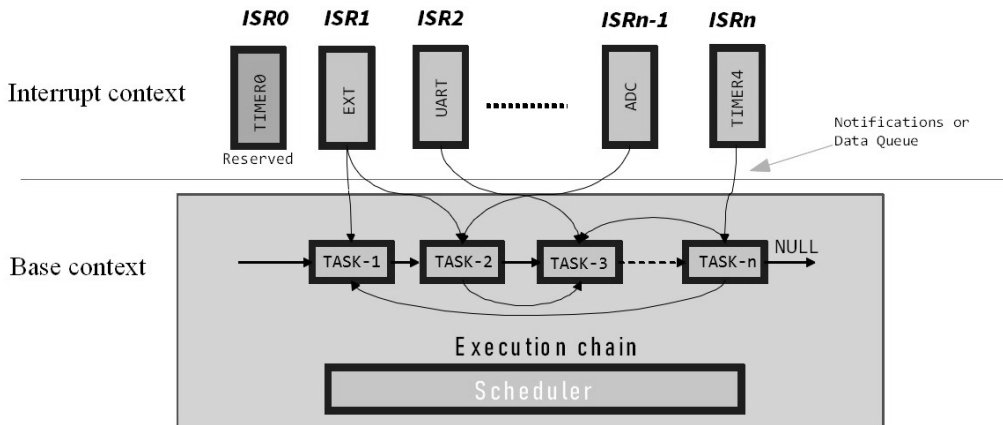 ISR0 ISR1 ISR2 ISRn-1 ISRn
Interrupt context
TIMER0
EXT
UART
ADC
TIMER4
Reserved
Notifications or
Data Queue
Base context
TASK-1
TASK-2
TASK-3
TASK-n
NULL
Execution chain
Scheduler